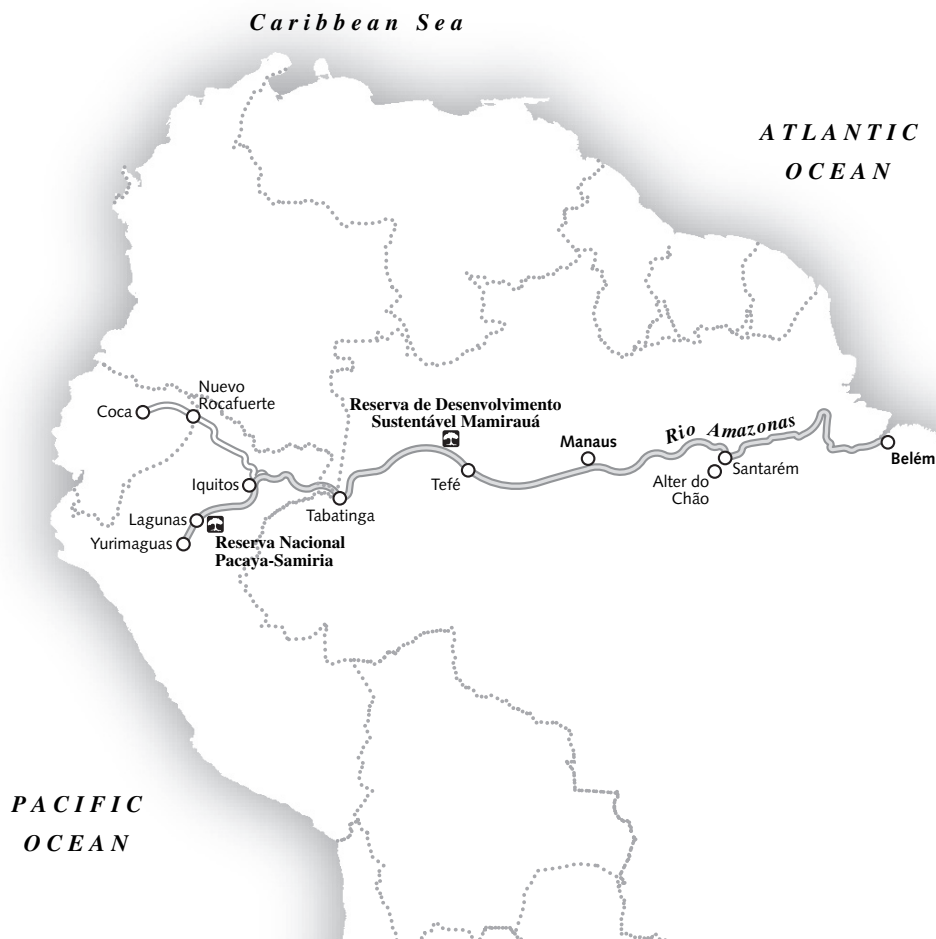 Caribbean Sea
ATLANTIC
OCEAN
Nuevo
Rocafuerte
Coca
Reserva de Desenvolvimento
Sustentável Mamirauá
Rio Amazonas
Manaus
Belém
Santarém
Alter do
Chão
Tefé
Iquitos
Tabatinga
Lagunas
Yurimaguas
Reserva Nacional
Pacaya-Samiria
PACIFIC
OCEAN